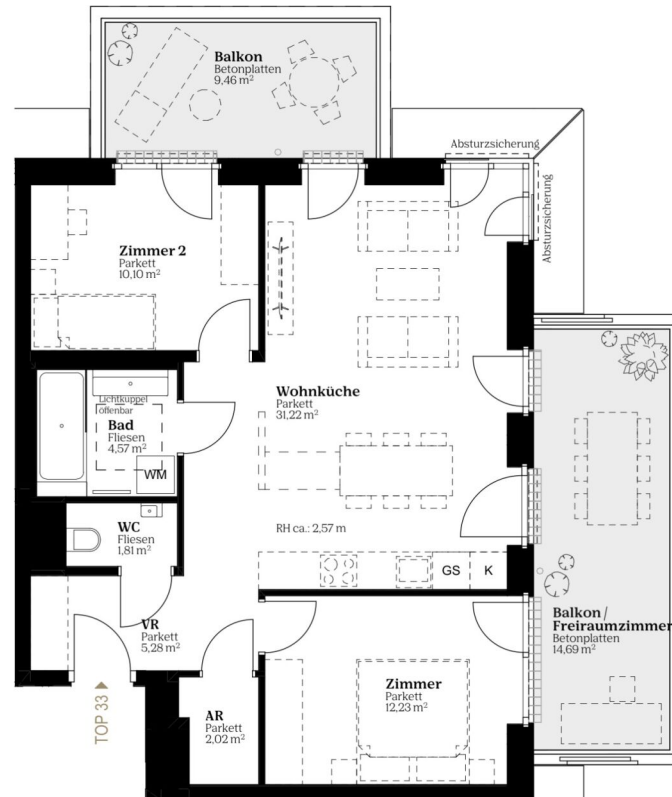 Balkon
Betonplatten
9,46 m²
Absturzsicherung
Absturzsicherung
Zimmer 2
Parkett
10,10 m²
Wohnküche
Parkett
31,22 m²
Lichtkuppel
öffenbar
Bad
Fliesen
4,57 m²
WM
WC
Fliesen
1,81 m²
RH ca.: 2,57 m
GS
K
VR
Parkett
5,28 m²
Balkon/
Freiraumzimmer
Betonplatten
14,69 m²
Zimmer
Parkett
12,23 m²
AR
Parkett
2,02 m²
TOP 33